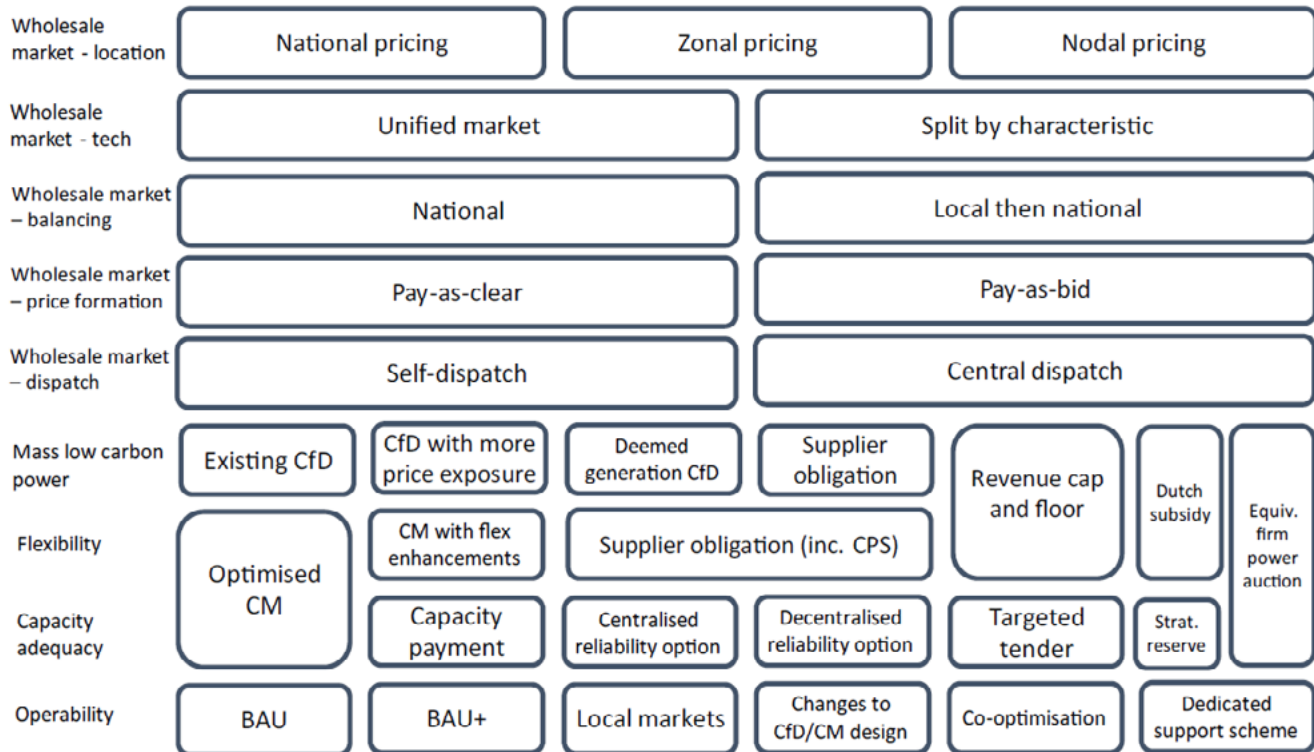 Wholesale
market - location
National pricing
Zonal pricing
Nodal pricing
Wholesale
market - tech
Unified market
Split by characteristic
Wholesale market
– balancing
National
Local then national
Wholesale market
– price formation
Pay-as-clear
Pay-as-bid
Wholesale market
– dispatch
Self-dispatch
Central dispatch
Mass low carbon
power
Existing CfD
CfD with more
price exposure
Deemed
generation CfD
Supplier
obligation
Revenue cap
and floor
Dutch
subsidy
Equiv.
firm
power
auction
Flexibility
Optimised
CM
CM with flex
enhancements
Supplier obligation (inc. CPS)
Capacity
adequacy
Capacity
payment
Centralised
reliability option
Decentralised
reliability option
Targeted
tender
Strat.
reserve
Operability
BAU
BAU+
Local markets
Changes to
CfD/CM design
Co-optimisation
Dedicated
support scheme